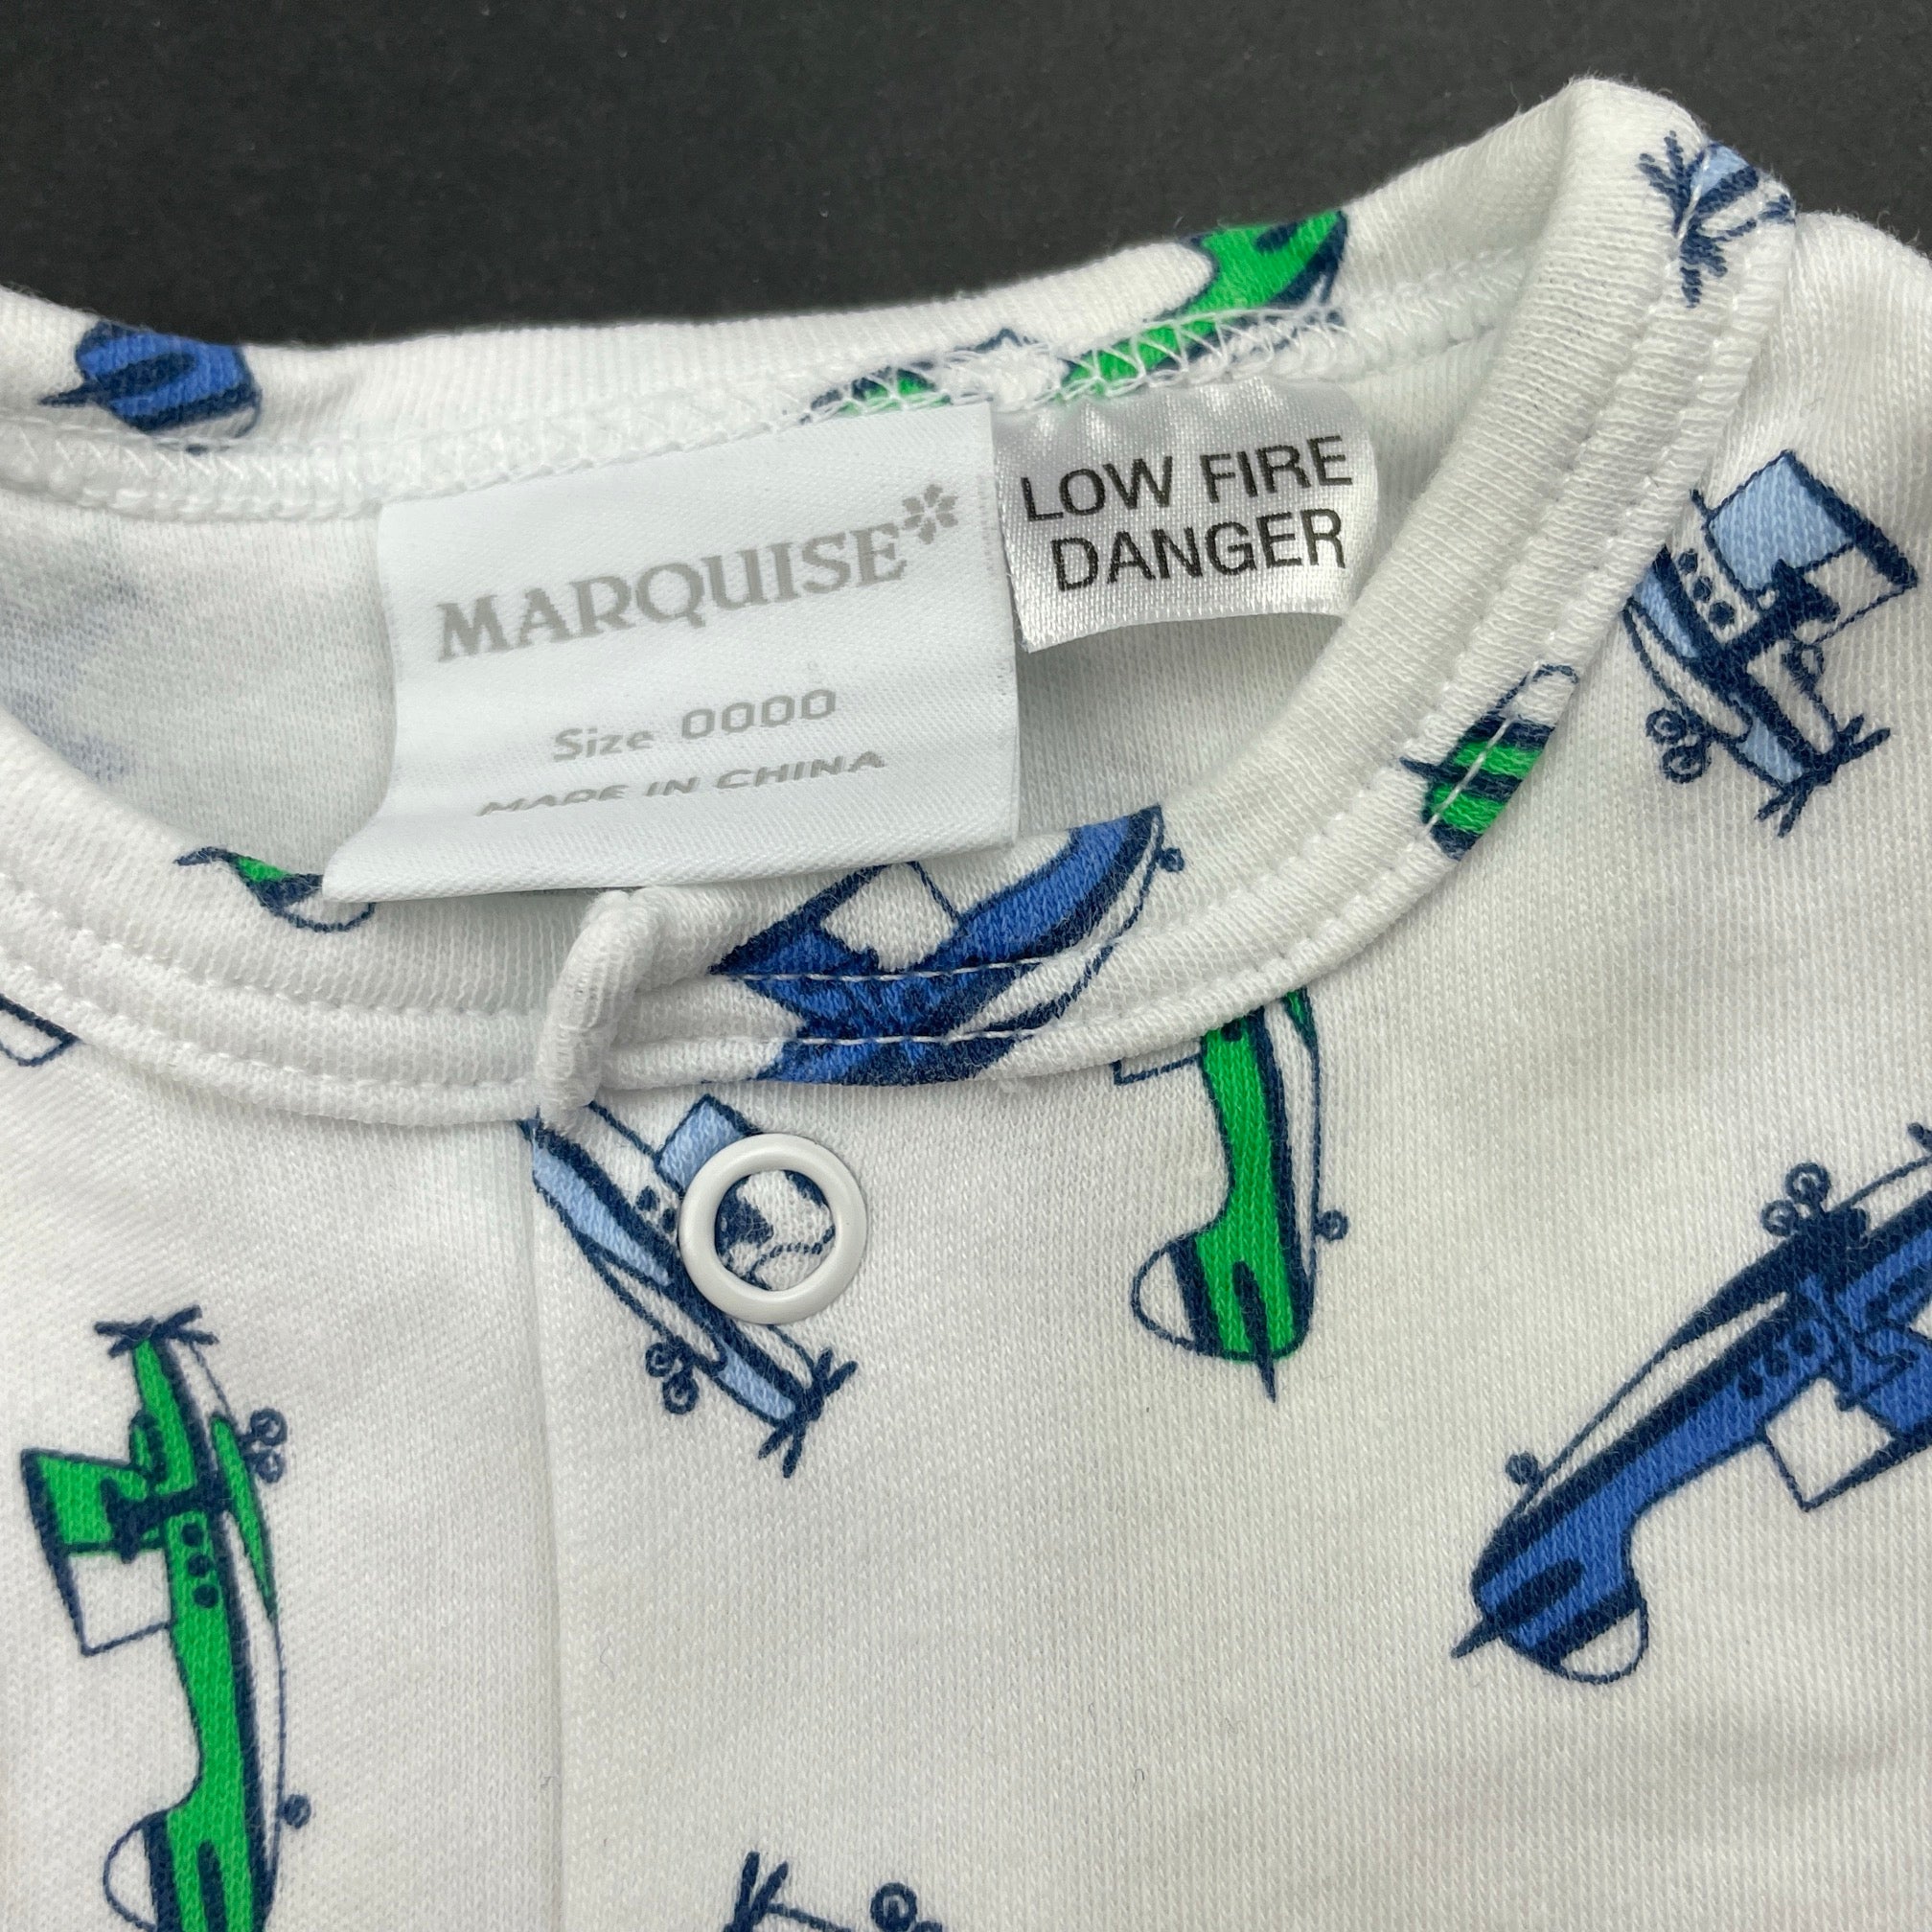 MARQUISE
Size 0000
MADE IN CHINA
LOW FIRE
DANGER